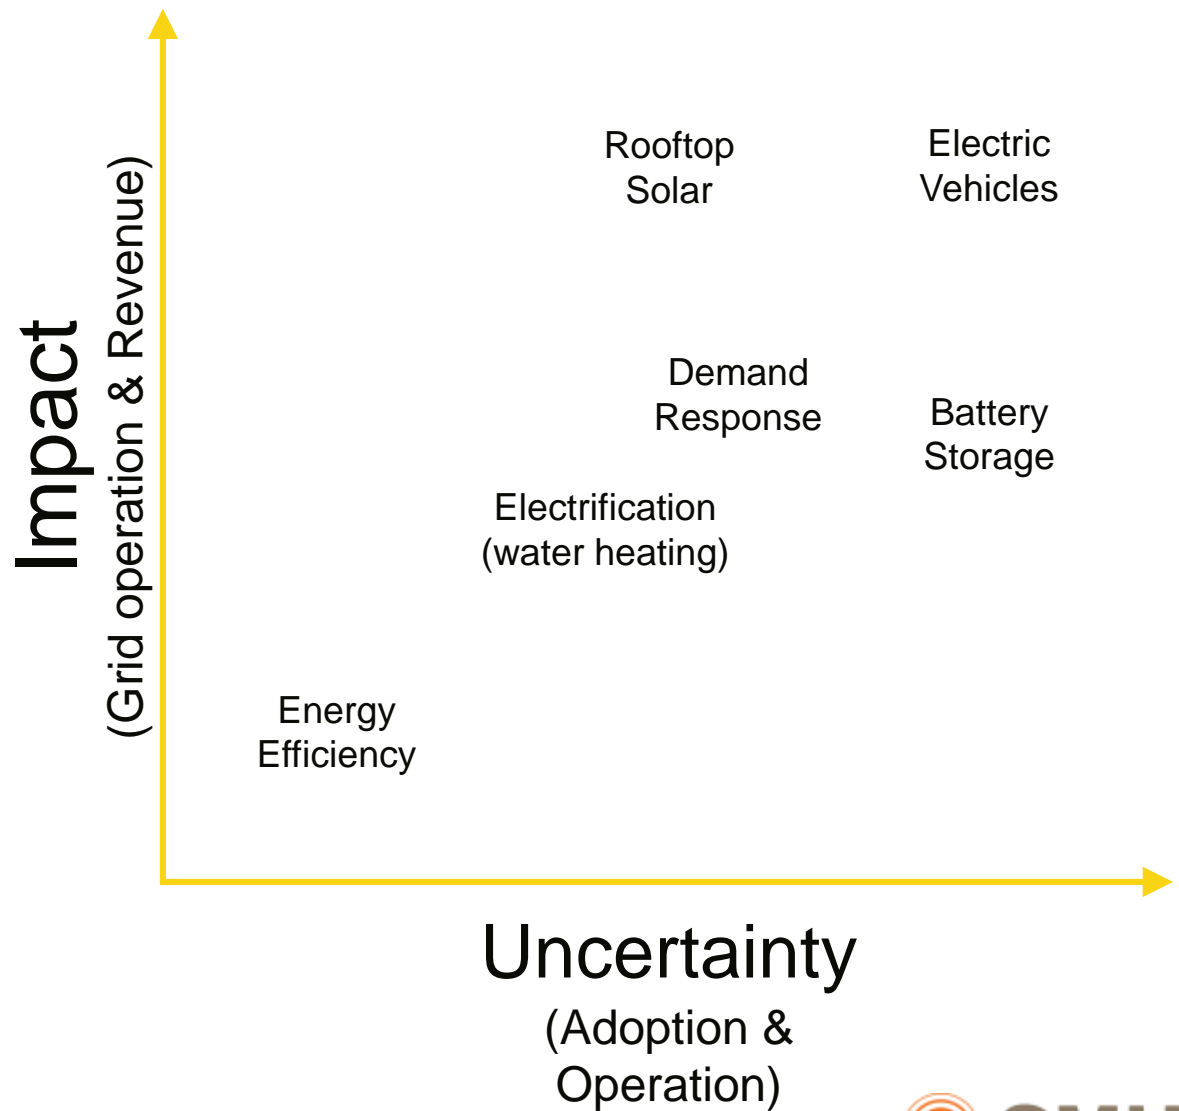 Rooftop
Solar
Electric
Vehicles
Impact
(Grid operation & Revenue)
Demand
Response
Battery
Storage
Electrification
(water heating)
Energy
Efficiency
Uncertainty
(Adoption &
Operation)